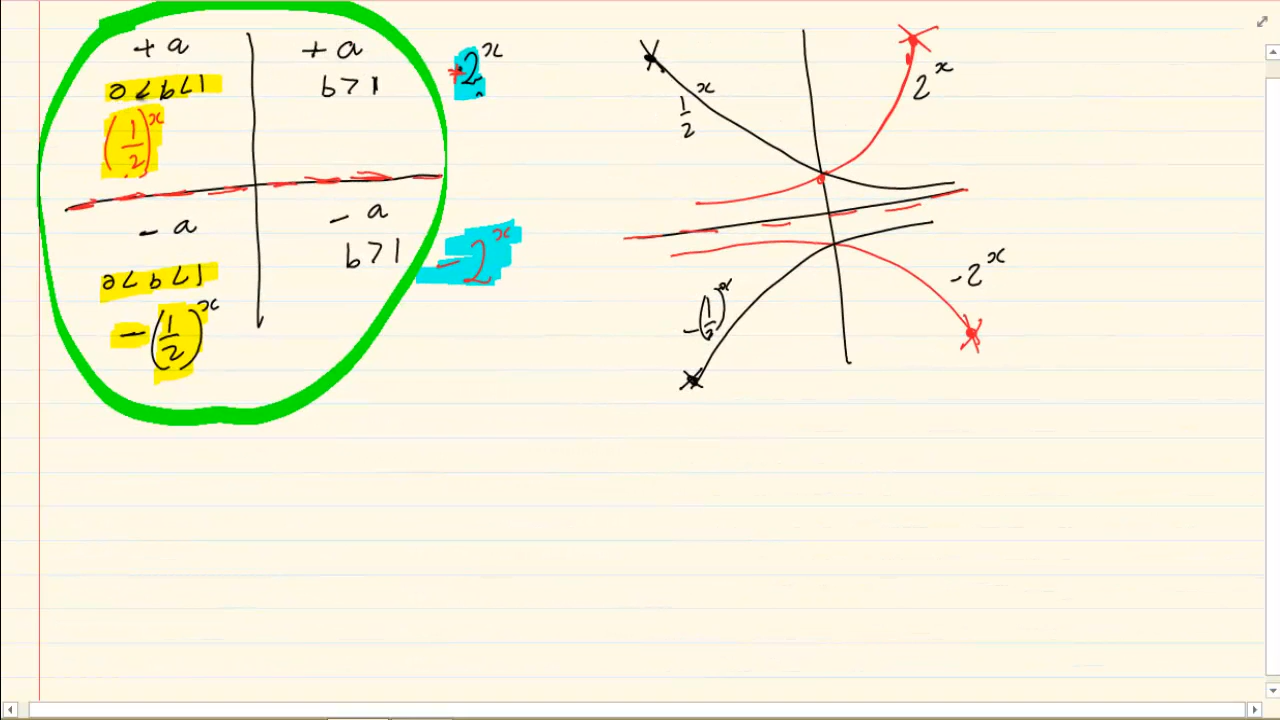 + a
0 < b < 1
(1/2)^x
+ a
b > 1
+2^x
- a
0 < b < 1
-(1/2)^x
- a
b > 1
-2^x
1/2^x
2^x
-(1/2)^x
-2^x